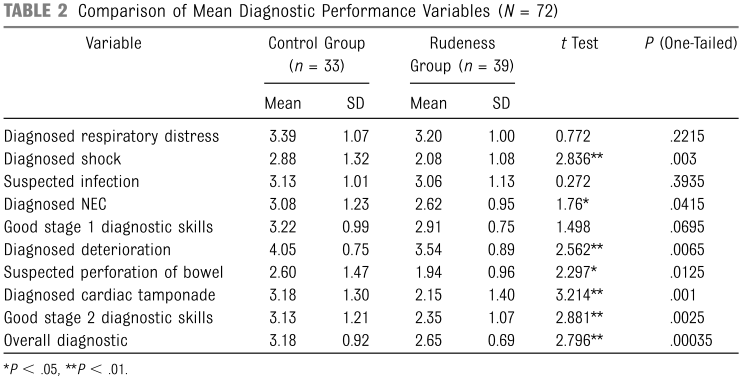 TABLE 2 Comparison of Mean Diagnostic Performance Variables (N = 72)
Variable Control Group (n = 33) Rudeness Group (n = 39) t Test P (One-Tailed)
Mean SD Mean SD
Diagnosed respiratory distress 3.39 1.07 3.20 1.00 0.772 .2215
Diagnosed shock 2.88 1.32 2.08 1.08 2.836** .003
Suspected infection 3.13 1.01 3.06 1.13 0.272 .3935
Diagnosed NEC 3.08 1.23 2.62 0.95 1.76* .0415
Good stage 1 diagnostic skills 3.22 0.99 2.91 0.75 1.498 .0695
Diagnosed deterioration 4.05 0.75 3.54 0.89 2.562** .0065
Suspected perforation of bowel 2.60 1.47 1.94 0.96 2.297* .0125
Diagnosed cardiac tamponade 3.18 1.30 2.15 1.40 3.214** .001
Good stage 2 diagnostic skills 3.13 1.21 2.35 1.07 2.881** .0025
Overall diagnostic 3.18 0.92 2.65 0.69 2.796** .00035
*P < .05, **P < .01.